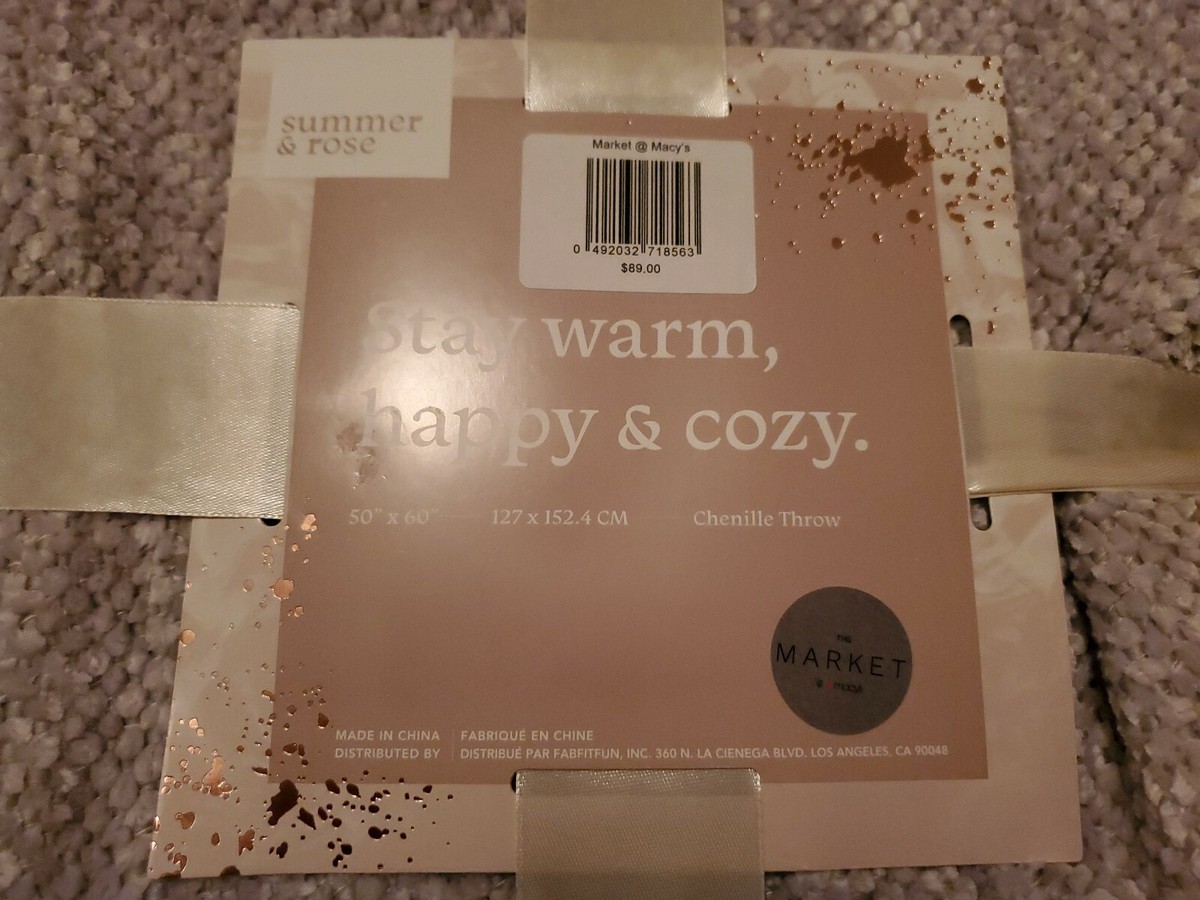 summer
& rose
Market @ Macy's
0 492032 718563
$89.00
Stay warm,
happy & cozy.
50" x 60" 127 x 152.4 CM Chenille Throw
THE
MARKET
@ macy's
MADE IN CHINA FABRIQUÉ EN CHINE
DISTRIBUTED BY DISTRIBUÉ PAR FABFITFUN, INC. 360 N. LA CIENEGA BLVD. LOS ANGELES, CA 90048